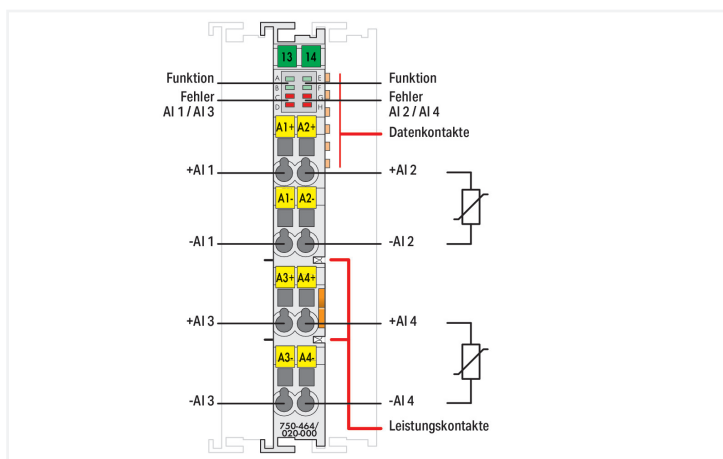 13 14
Funktion
A E
Funktion
B F
Fehler
C G
Fehler
AI 1 / AI 3
D H
AI 2 / AI 4
A1+ A2+
Datenkontakte
+AI 1
+AI 2
A1- A2-
-AI 1
-AI 2
A3+ A4+
+AI 3
+AI 4
A3- A4-
-AI 3
-AI 4
750-464/
020-000
Leistungskontakte